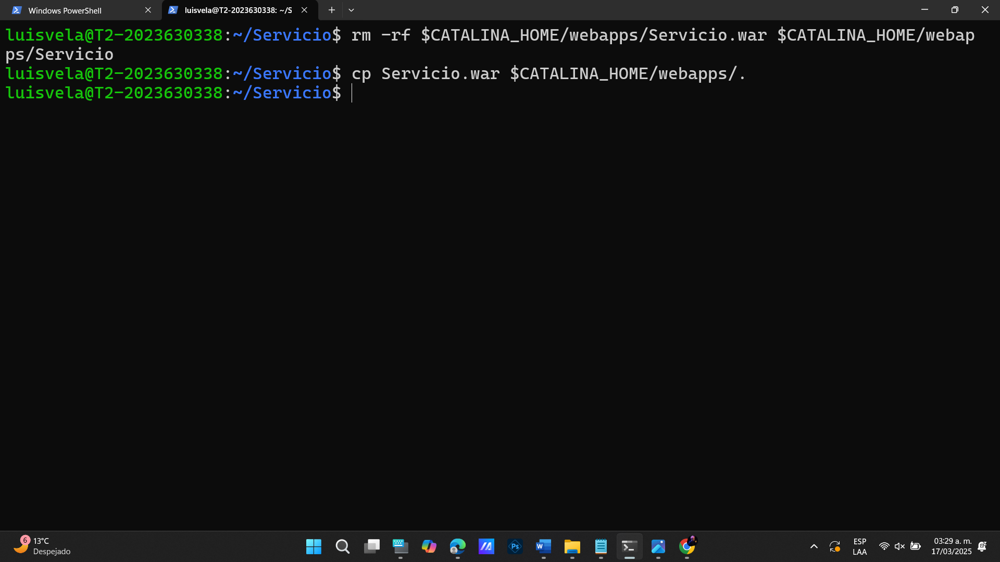 Windows PowerShell
luisvela@T2-2023630338: ~/S
luisvela@T2-2023630338:~/Servicio$ rm -rf $CATALINA_HOME/webapps/Servicio.war $CATALINA_HOME/webap
ps/Servicio
luisvela@T2-2023630338:~/Servicio$ cp Servicio.war $CATALINA_HOME/webapps/.
luisvela@T2-2023630338:~/Servicio$
6
13°C
Despejado
Ps
W
ESP
LAA
03:29 a. m.
17/03/2025